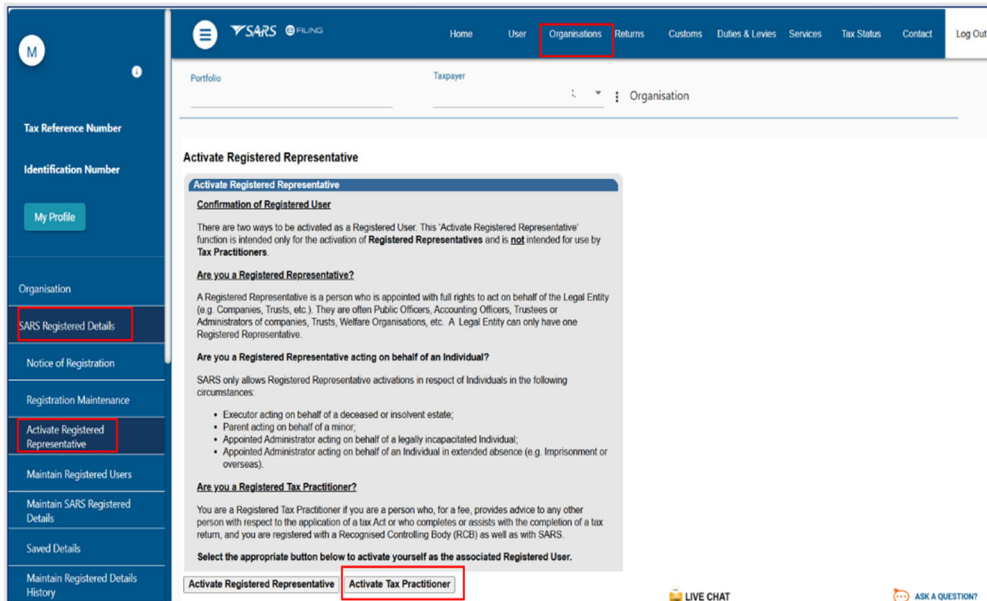 M
SARS eFILING
Home User Organisations Returns Customs Duties & Levies Services Tax Status Contact Log Out
Portfolio
Taxpayer
Organisation
Tax Reference Number
Identification Number
My Profile
Organisation
SARS Registered Details
Notice of Registration
Registration Maintenance
Activate Registered
Representative
Maintain Registered Users
Maintain SARS Registered
Details
Saved Details
Maintain Registered Details
History
Activate Registered Representative
Activate Registered Representative
Confirmation of Registered User
There are two ways to be activated as a Registered User. This 'Activate Registered Representative'
function is intended only for the activation of Registered Representatives and is not intended for use by
Tax Practitioners.
Are you a Registered Representative?
A Registered Representative is a person who is appointed with full rights to act on behalf of the Legal Entity
(e.g. Companies, Trusts, etc.). They are often Public Officers, Accounting Officers, Trustees or
Administrators of companies, Trusts, Welfare Organisations, etc. A Legal Entity can only have one
Registered Representative.
Are you a Registered Representative acting on behalf of an Individual?
SARS only allows Registered Representative activations in respect of Individuals in the following
circumstances:
• Executor acting on behalf of a deceased or insolvent estate;
• Parent acting on behalf of a minor;
• Appointed Administrator acting on behalf of a legally incapacitated Individual;
• Appointed Administrator acting on behalf of an Individual in extended absence (e.g. Imprisonment or
overseas).
Are you a Registered Tax Practitioner?
You are a Registered Tax Practitioner if you are a person who, for a fee, provides advice to any other
person with respect to the application of a tax Act or who completes or assists with the completion of a tax
return, and you are registered with a Recognised Controlling Body (RCB) as well as with SARS.
Select the appropriate button below to activate yourself as the associated Registered User.
Activate Registered Representative Activate Tax Practitioner
LIVE CHAT
ASK A QUESTION?